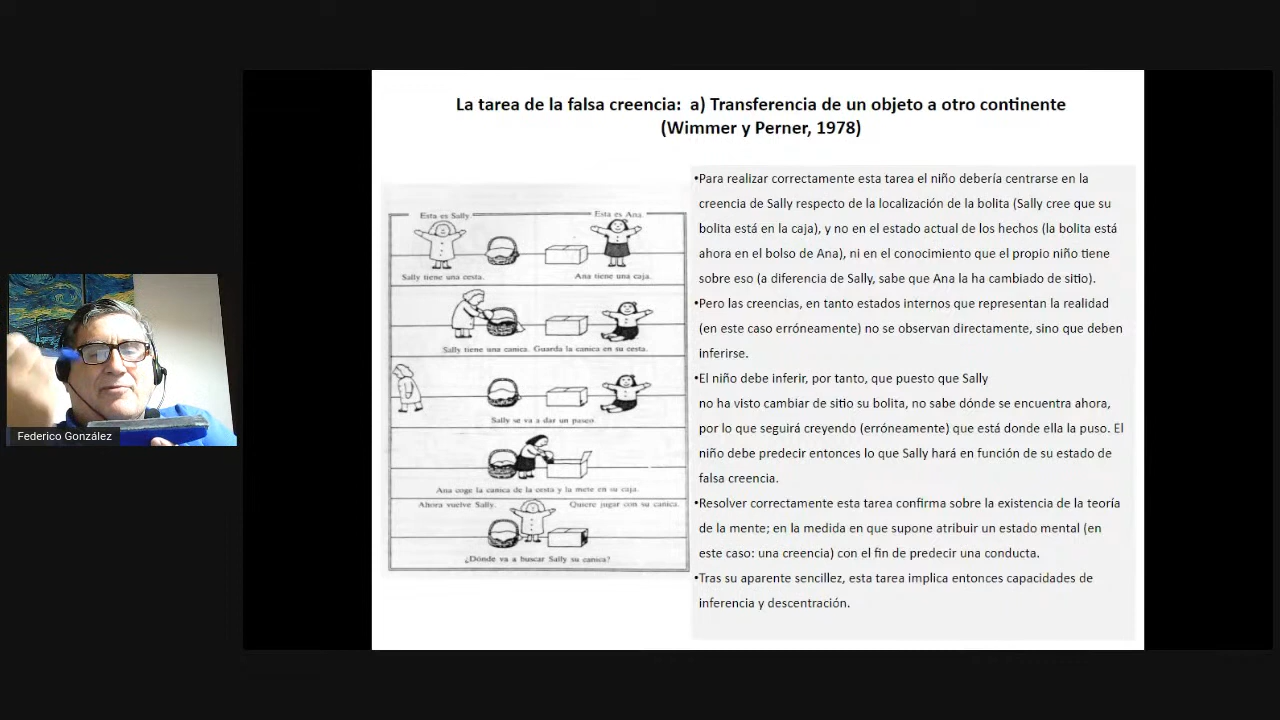 La tarea de la falsa creencia:  a) Transferencia de un objeto a otro continente
(Wimmer y Perner, 1978)
Esta es Sally
Esta es Ana.
Sally tiene una cesta.
Ana tiene una caja.
Sally tiene una canica. Guarda la canica en su cesta.
Sally se va a dar un paseo
Ana coge la canica de la cesta y la mete en su caja.
Ahora vuelve Sally.
Quiere jugar con su canica.
¿Dónde va a buscar Sally su canica?
•Para realizar correctamente esta tarea el niño debería centrarse en la
creencia de Sally respecto de la localización de la bolita (Sally cree que su
bolita está en la caja), y no en el estado actual de los hechos (la bolita está
ahora en el bolso de Ana), ni en el conocimiento que el propio niño tiene
sobre eso (a diferencia de Sally, sabe que Ana la ha cambiado de sitio).
•Pero las creencias, en tanto estados internos que representan la realidad
(en este caso erróneamente) no se observan directamente, sino que deben
inferirse.
•El niño debe inferir, por tanto, que puesto que Sally
no ha visto cambiar de sitio su bolita, no sabe dónde se encuentra ahora,
por lo que seguirá creyendo (erróneamente) que está donde ella la puso. El
niño debe predecir entonces lo que Sally hará en función de su estado de
falsa creencia.
•Resolver correctamente esta tarea confirma sobre la existencia de la teoría
de la mente; en la medida en que supone atribuir un estado mental (en
este caso: una creencia) con el fin de predecir una conducta.
•Tras su aparente sencillez, esta tarea implica entonces capacidades de
inferencia y descentración.
Federico González